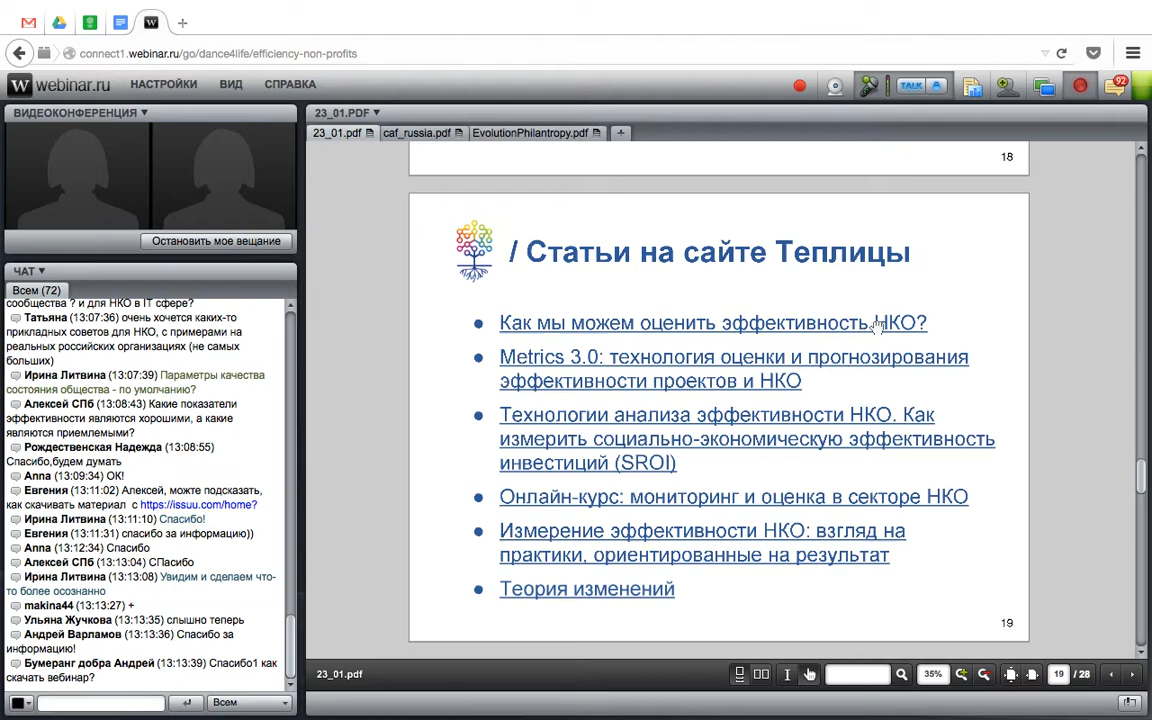 connect1.webinar.ru/go/dance4life/efficiency-non-profits
W webinar.ru НАСТРОЙКИ ВИД СПРАВКА TALK 92
ВИДЕОКОНФЕРЕНЦИЯ
Остановить мое вещание
ЧАТ
Всем (72)
сообщества ? и для НКО в IT сфере?
Татьяна (13:07:36) очень хочется каких-то
прикладных советов для НКО, с примерами на
реальных российских организациях (не самых
больших)
Ирина Литвина (13:07:39) Параметры качества
состояния общества - по умолчанию?
Алексей СПб (13:08:43) Какие показатели
эффективности являются хорошими, а какие
являются приемлемыми?
Рождественская Надежда (13:08:55)
Спасибо,будем думать
Anna (13:09:34) ОК!
Евгения (13:11:02) Алексей, можте подсказать,
как скачивать материал с https://issuu.com/home?
Ирина Литвина (13:11:10) Спасибо!
Евгения (13:11:31) спасибо за информацию))
Anna (13:12:34) Спасибо
Алексей СПб (13:13:04) СПасибо
Ирина Литвина (13:13:08) Увидим и сделаем что-
то более осознанно
makina44 (13:13:27) +
Ульяна Жучкова (13:13:35) слышно теперь
Андрей Варламов (13:13:36) Спасибо за
информацию!
Бумеранг добра Андрей (13:13:39) Спасибо1 как
скачать вебинар?
Всем
23_01.PDF
23_01.pdf caf_russia.pdf EvolutionPhilantropy.pdf +
18
/ Статьи на сайте Теплицы
Как мы можем оценить эффективность НКО?
Metrics 3.0: технология оценки и прогнозирования
эффективности проектов и НКО
Технологии анализа эффективности НКО. Как
измерить социально-экономическую эффективность
инвестиций (SROI)
Онлайн-курс: мониторинг и оценка в секторе НКО
Измерение эффективности НКО: взгляд на
практики, ориентированные на результат
Теория изменений
19
23_01.pdf 35% 19 / 28